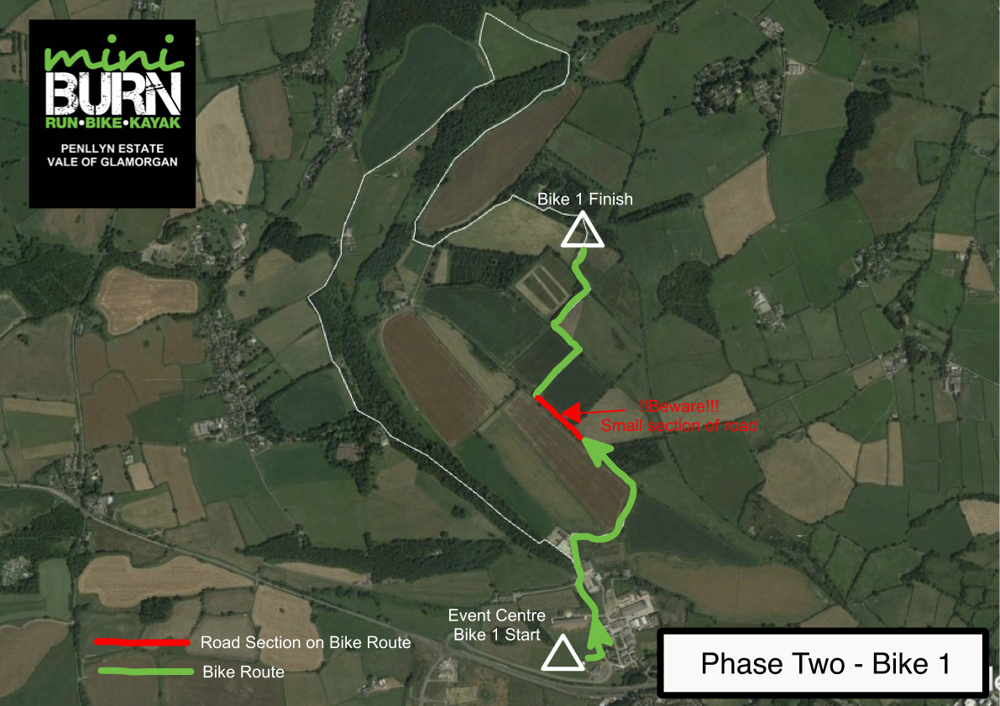 mini
BURN
RUN•BIKE•KAYAK
PENLLYN ESTATE
VALE OF GLAMORGAN
Bike 1 Finish
!!Beware!!!
Small section of road
Event Centre
Bike 1 Start
Road Section on Bike Route
Bike Route
Phase Two - Bike 1